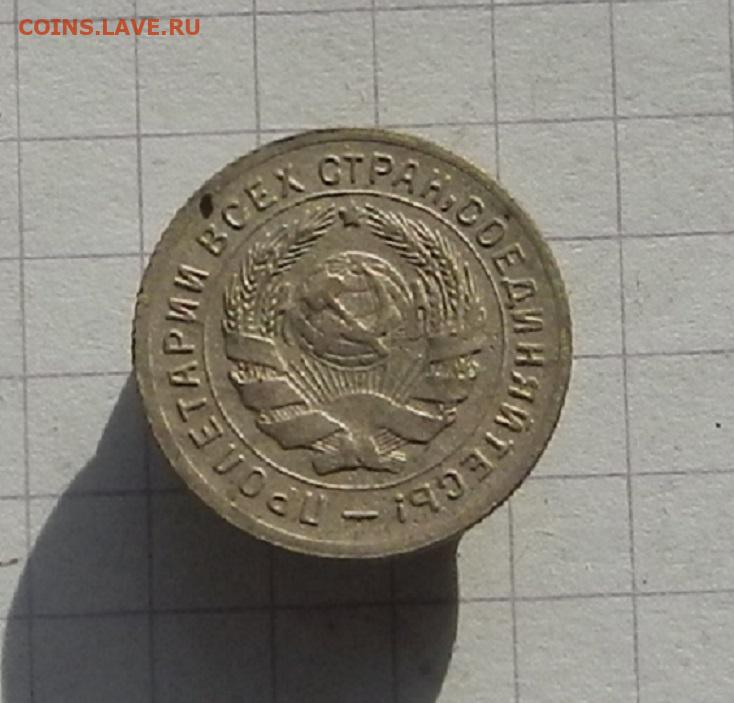 COINS.LAVE.RU
ПРОЛЕТАРИИ ВСЕХ СТРАН, СОЕДИНЯЙТЕСЬ! —